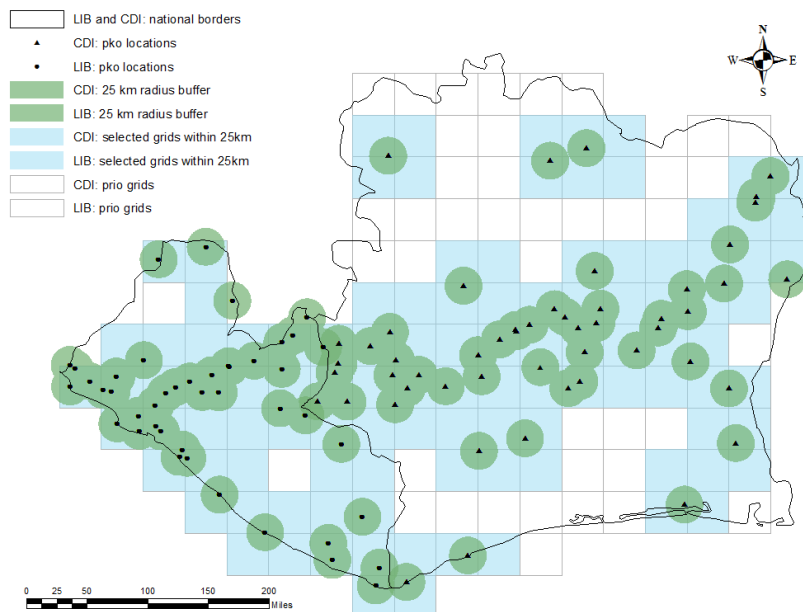 LIB and CDI: national borders
CDI: pko locations
LIB: pko locations
CDI: 25 km radius buffer
LIB: 25 km radius buffer
CDI: selected grids within 25km
LIB: selected grids within 25km
CDI: prio grids
LIB: prio grids
N
W E
S
0 25 50 100 150 200
Miles